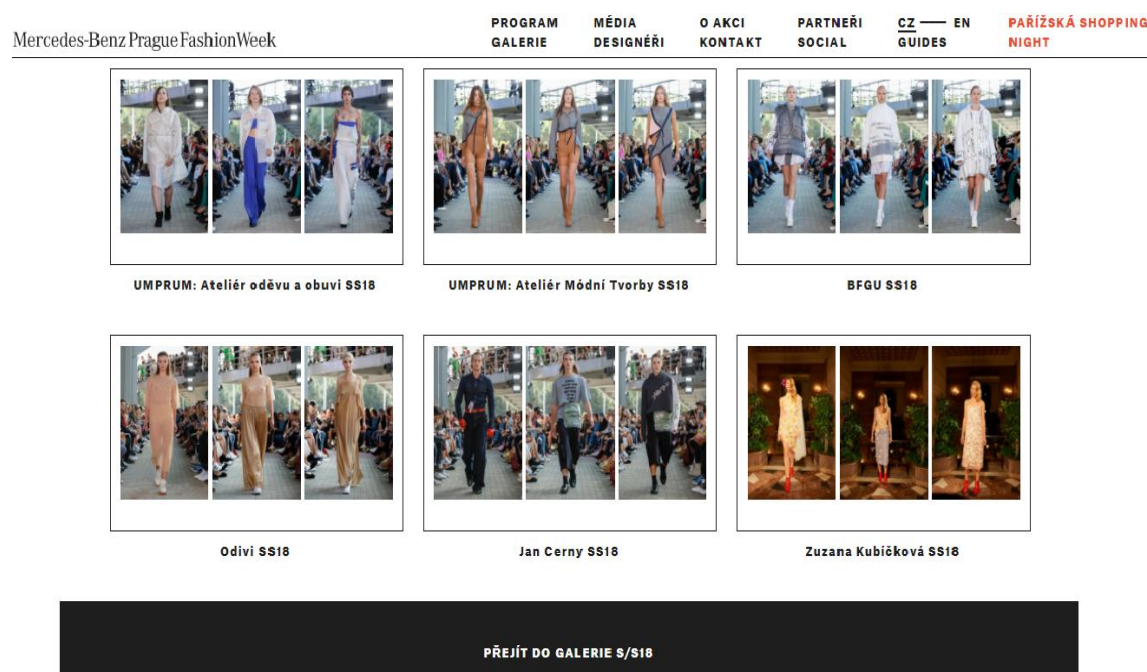 Mercedes-Benz Prague FashionWeek
PROGRAM MÉDIA O AKCI PARTNEŘI CZ — EN PAŘÍŽSKÁ SHOPPING
GALERIE DESIGNÉŘI KONTAKT SOCIAL GUIDES NIGHT
UMPRUM: Ateliér oděvu a obuvi SS18 UMPRUM: Ateliér Módní Tvorby SS18 BFGU SS18
Odivi SS18 Jan Cerny SS18 Zuzana Kubíčková SS18
PŘEJÍT DO GALERIE S/S18